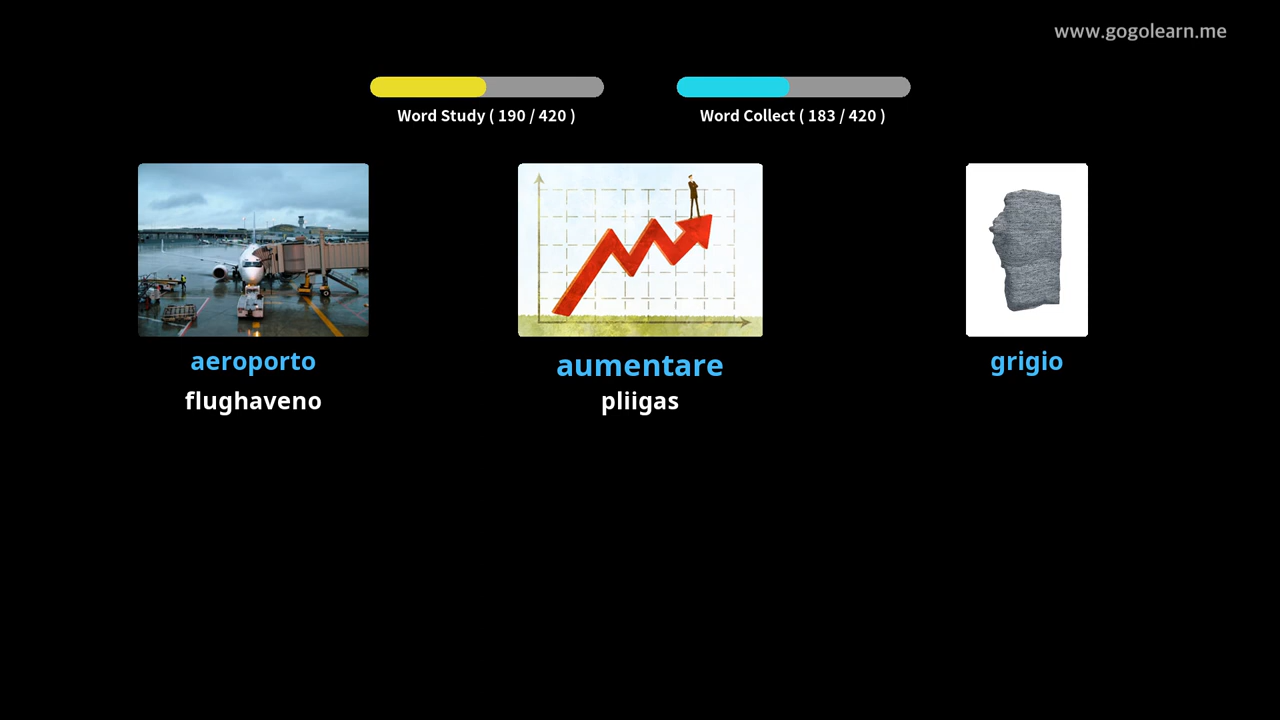 www.gogolearn.me
Word Study ( 190 / 420 )
Word Collect ( 183 / 420 )
aeroporto
aumentare
grigio
flughaveno
pliigas